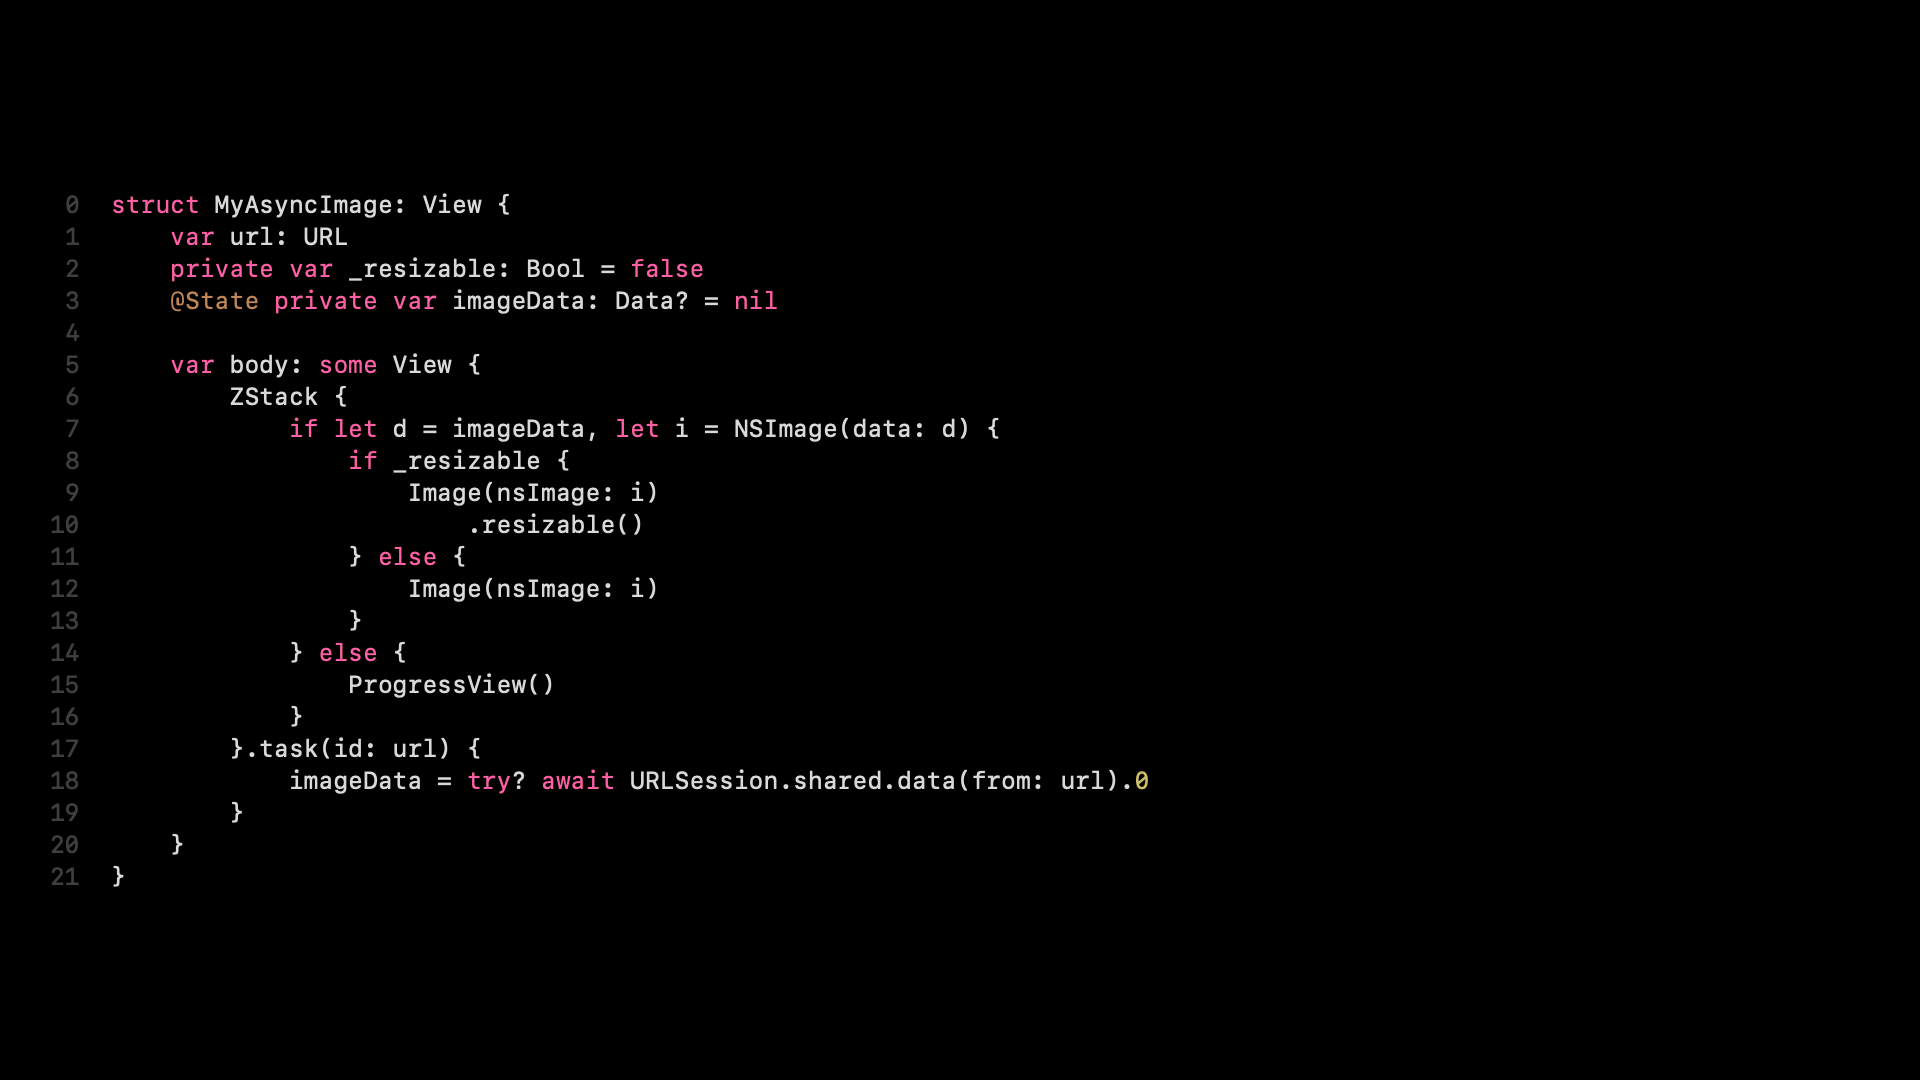 0 struct MyAsyncImage: View {
1     var url: URL
2     private var _resizable: Bool = false
3     @State private var imageData: Data? = nil
4
5     var body: some View {
6         ZStack {
7             if let d = imageData, let i = NSImage(data: d) {
8                 if _resizable {
9                     Image(nsImage: i)
10                         .resizable()
11                 } else {
12                     Image(nsImage: i)
13                 }
14             } else {
15                 ProgressView()
16             }
17         }.task(id: url) {
18             imageData = try? await URLSession.shared.data(from: url).0
19         }
20     }
21 }